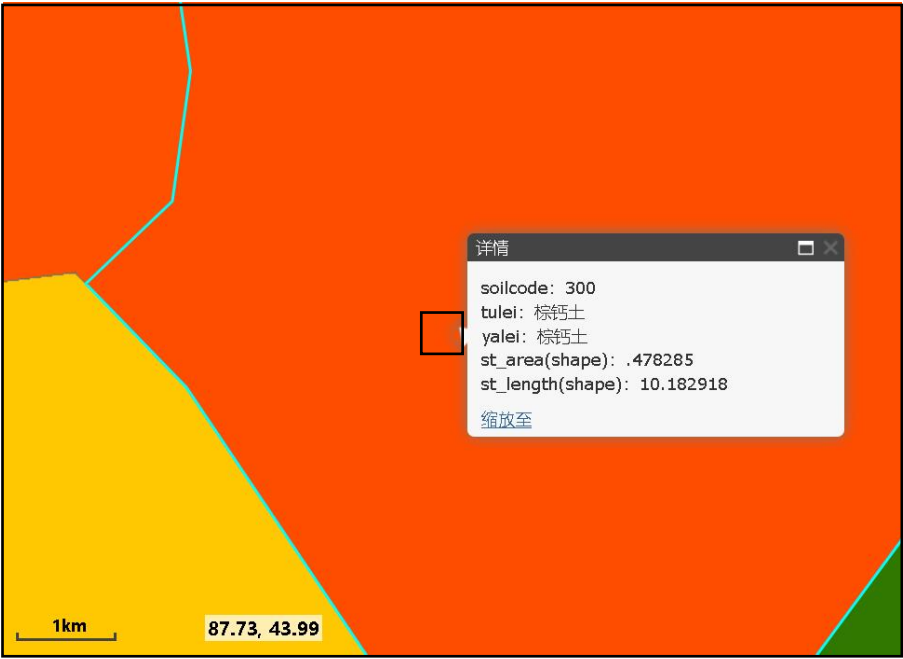 详情
soilcode: 300
tulei: 棕钙土
yalei: 棕钙土
st_area(shape): .478285
st_length(shape): 10.182918
缩放至
1km
87.73, 43.99